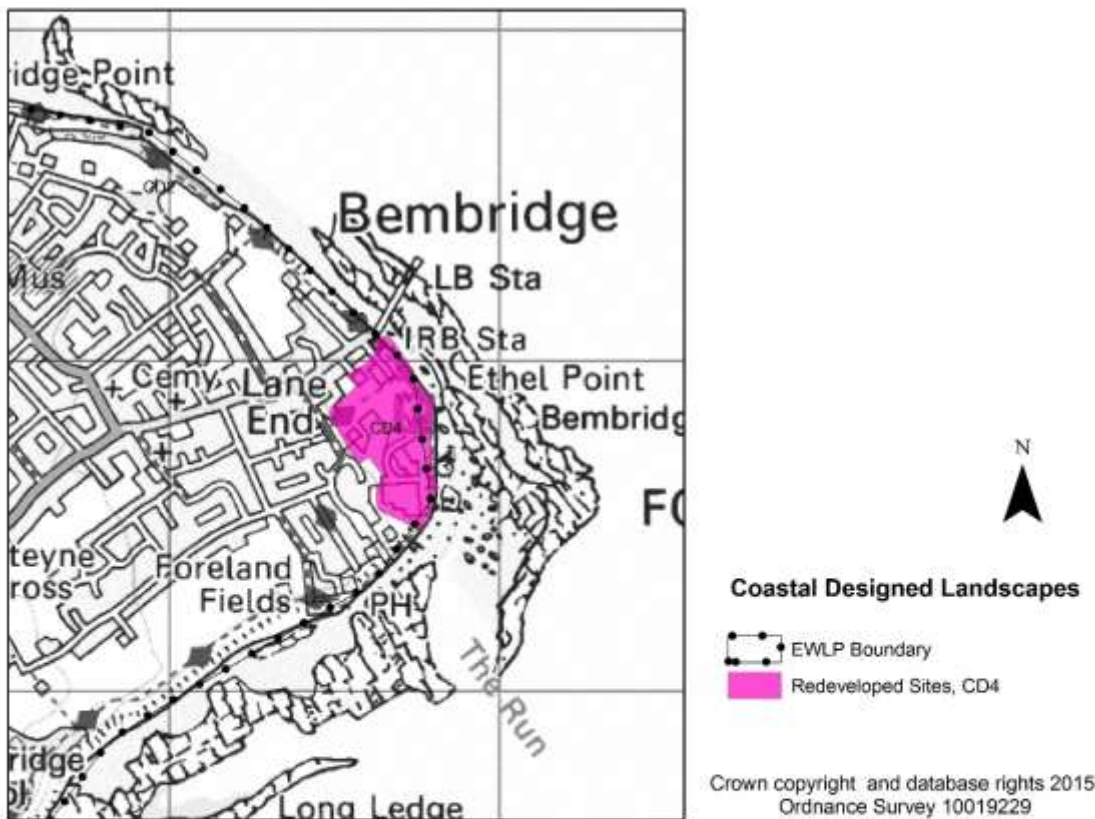 ridge Point
Bembridge
Mus
LB Sta
IRB Sta
Cemy
Lane
End
Ethel Point
Bembridg
CD4
teyne
ross
Foreland
Fields
PH
The Run
ridge
Long Ledge
N
Coastal Designed Landscapes
EWLP Boundary
Redeveloped Sites, CD4
Crown copyright and database rights 2015
Ordnance Survey 10019229